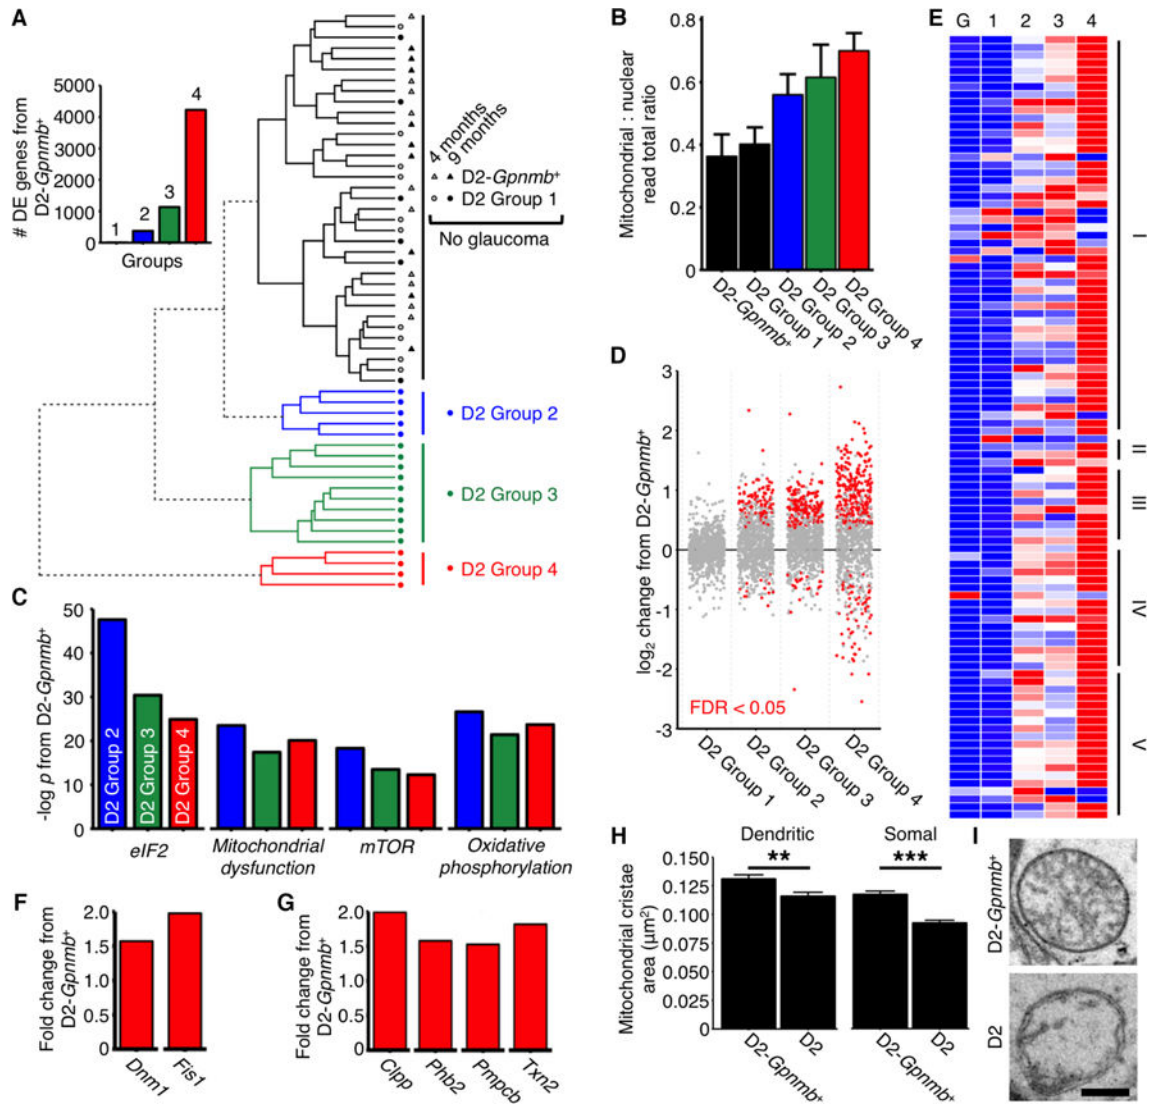 A
# DE genes from
D2-Gpnmb+
5000
4000
3000
2000
1000
0
1
2
3
4
Groups
4 months
9 months
D2-Gpnmb+
D2 Group 1
No glaucoma
D2 Group 2
D2 Group 3
D2 Group 4
B
Mitochondrial : nuclear
read total ratio
0.8
0.6
0.4
0.2
0
D2-Gpnmb+
D2 Group 1
D2 Group 2
D2 Group 3
D2 Group 4
C
-log p from D2-Gpnmb+
50
40
30
20
10
0
D2 Group 2
D2 Group 3
D2 Group 4
eIF2
Mitochondrial
dysfunction
mTOR
Oxidative
phosphorylation
D
log2 change from D2-Gpnmb+
3
2
1
0
-1
-2
-3
FDR < 0.05
D2 Group 1
D2 Group 2
D2 Group 3
D2 Group 4
E
G 1 2 3 4
I
II
III
IV
V
F
Fold change from
D2-Gpnmb+
2.0
1.5
1.0
0.5
0
Dnm1
Fis1
G
Fold change from
D2-Gpnmb+
2.0
1.5
1.0
0.5
0
Clpp
Phb2
Pmpcb
Txn2
H
Mitochondrial cristae
area (µm²)
Dendritic
Somal
0.150
0.125
0.100
0.075
0.050
0.025
0
**
***
D2-Gpnmb+
D2
D2-Gpnmb+
D2
I
D2-Gpnmb+
D2